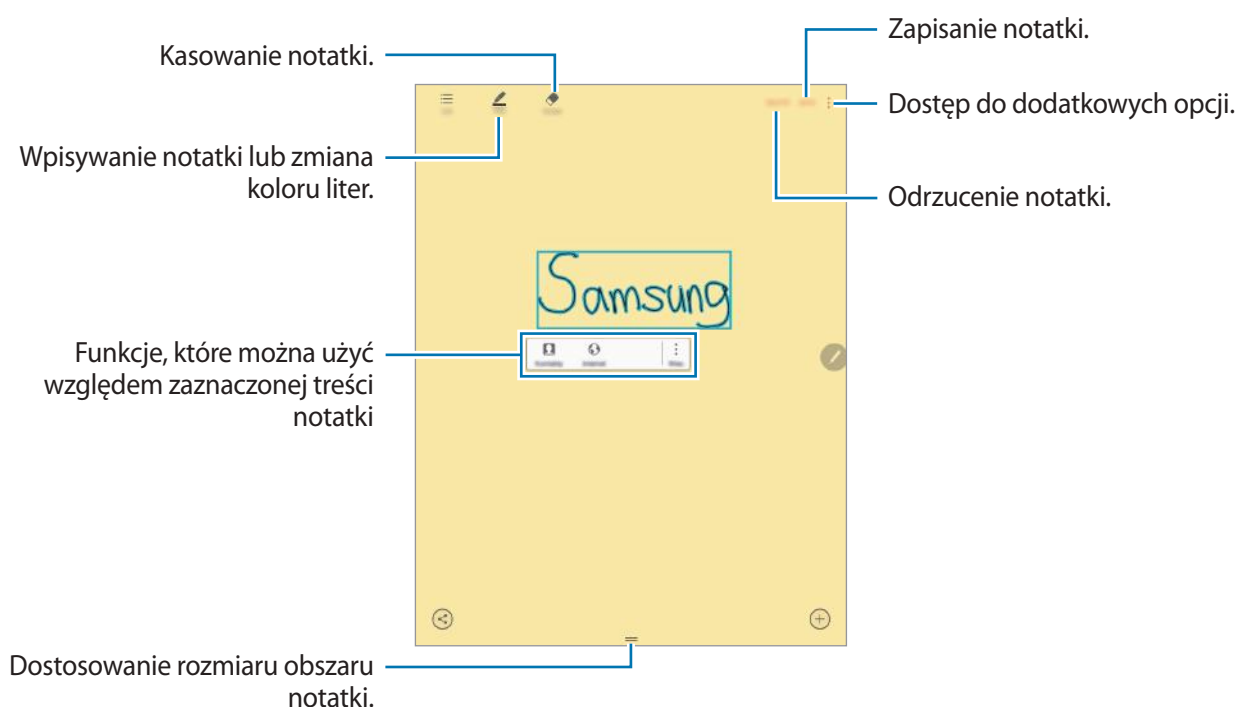 Zapisanie notatki.
Kasowanie notatki.
Dostęp do dodatkowych opcji.
Wpisywanie notatki lub zmiana
koloru liter.
Odrzucenie notatki.
Samsung
Funkcje, które można użyć
względem zaznaczonej treści
notatki
Dostosowanie rozmiaru obszaru
notatki.